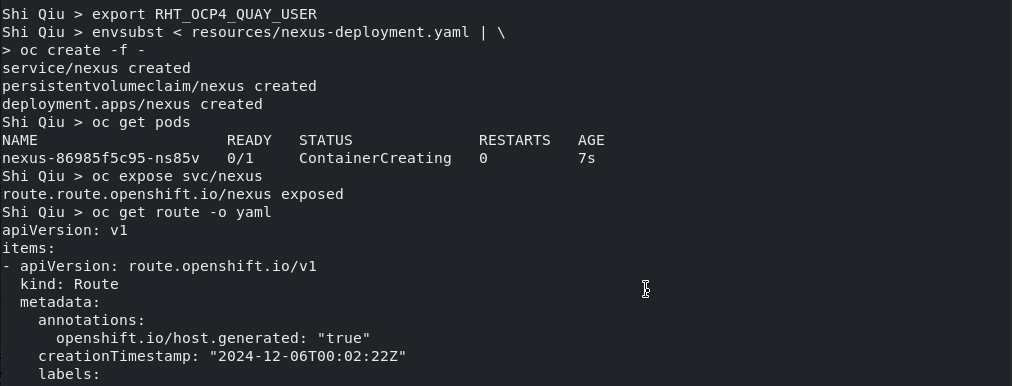 Shi Qiu > export RHT_OCP4_QUAY_USER
Shi Qiu > envsubst < resources/nexus-deployment.yaml | \
> oc create -f -
service/nexus created
persistentvolumeclaim/nexus created
deployment.apps/nexus created
Shi Qiu > oc get pods
NAME                     READY   STATUS              RESTARTS   AGE
nexus-86985f5c95-ns85v   0/1     ContainerCreating   0          7s
Shi Qiu > oc expose svc/nexus
route.route.openshift.io/nexus exposed
Shi Qiu > oc get route -o yaml
apiVersion: v1
items:
- apiVersion: route.openshift.io/v1
  kind: Route
  metadata:
    annotations:
      openshift.io/host.generated: "true"
    creationTimestamp: "2024-12-06T00:02:22Z"
    labels: